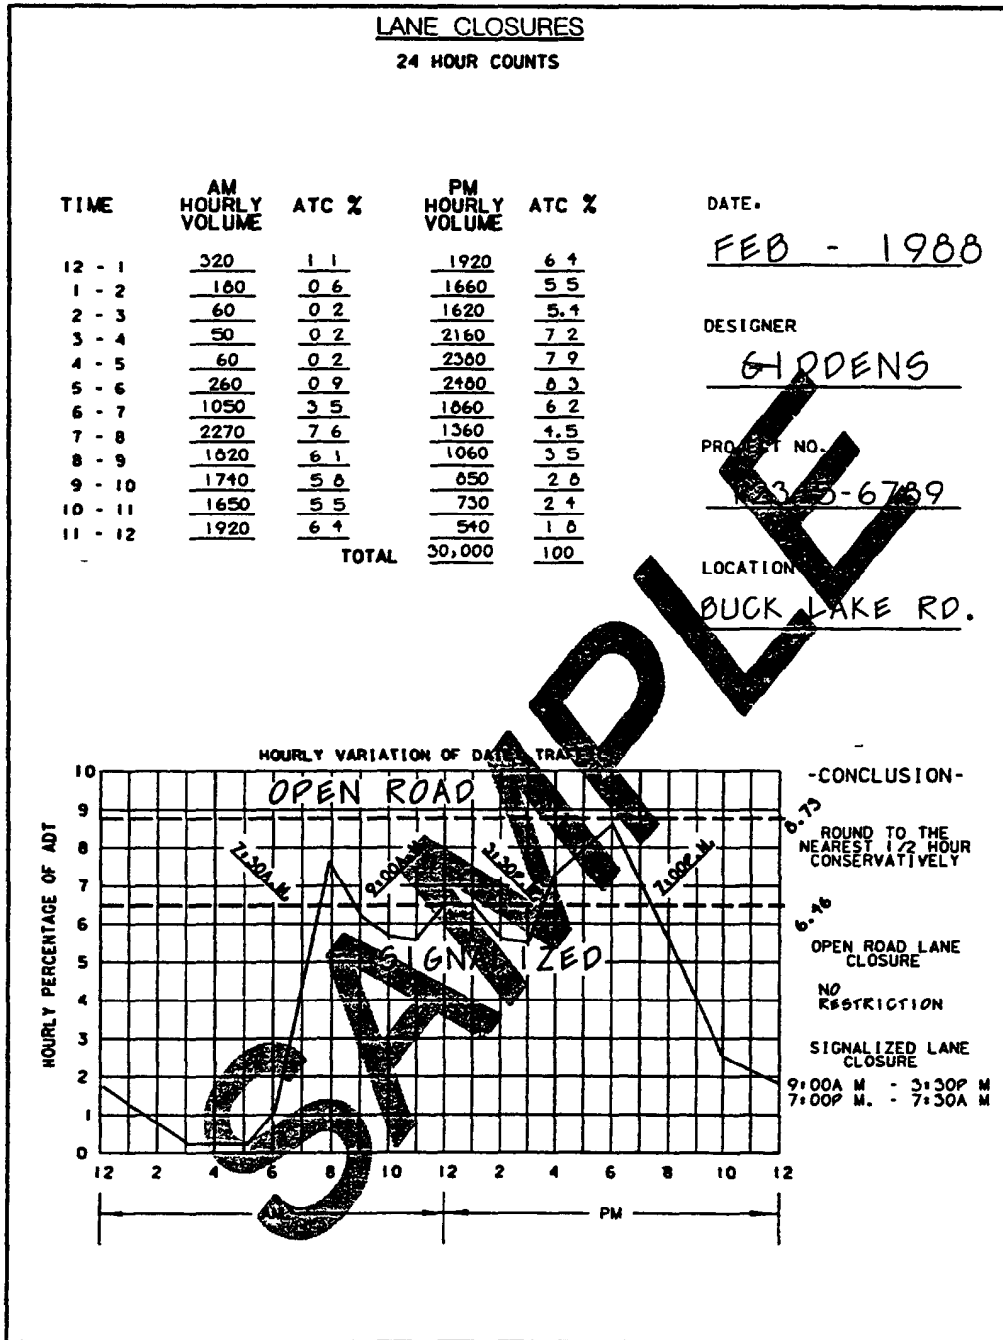 LANE CLOSURES
24 HOUR COUNTS
TIME AM HOURLY VOLUME ATC % PM HOURLY VOLUME ATC %
12 - 1 320 1 1 1920 6 4
1 - 2 180 0 6 1660 5 5
2 - 3 60 0 2 1620 5.4
3 - 4 50 0 2 2160 7 2
4 - 5 60 0 2 2380 7 9
5 - 6 260 0 9 2480 8 3
6 - 7 1050 3 5 1860 6 2
7 - 8 2270 7 6 1360 4.5
8 - 9 1820 6 1 1060 3 5
9 - 10 1740 5 8 850 2 8
10 - 11 1650 5 5 730 2 4
11 - 12 1920 6 4 540 1 8
TOTAL 30,000 100
DATE.
FEB - 1988
DESIGNER
GIDDENS
NO.
-6789
LOCATION
BUCK LAKE RD.
SAMPLE
HOURLY VARIATION OF
OPEN ROAD
7:30A.M. 9:00A.M. 3:30P.M. 7:00P.M.
SIGNALIZED
HOURLY PERCENTAGE OF ADT
10
9
8
7
6
5
4
3
2
1
0
12 2 4 6 8 10 12 2 4 6 8 10 12
AM PM
-CONCLUSION-
8.73
ROUND TO THE
NEAREST 1/2 HOUR
CONSERVATIVELY
6.46
OPEN ROAD LANE
CLOSURE
NO
RESTRICTION
SIGNALIZED LANE
CLOSURE
9:00A M - 3:30P M
7:00P M. - 7:30A M